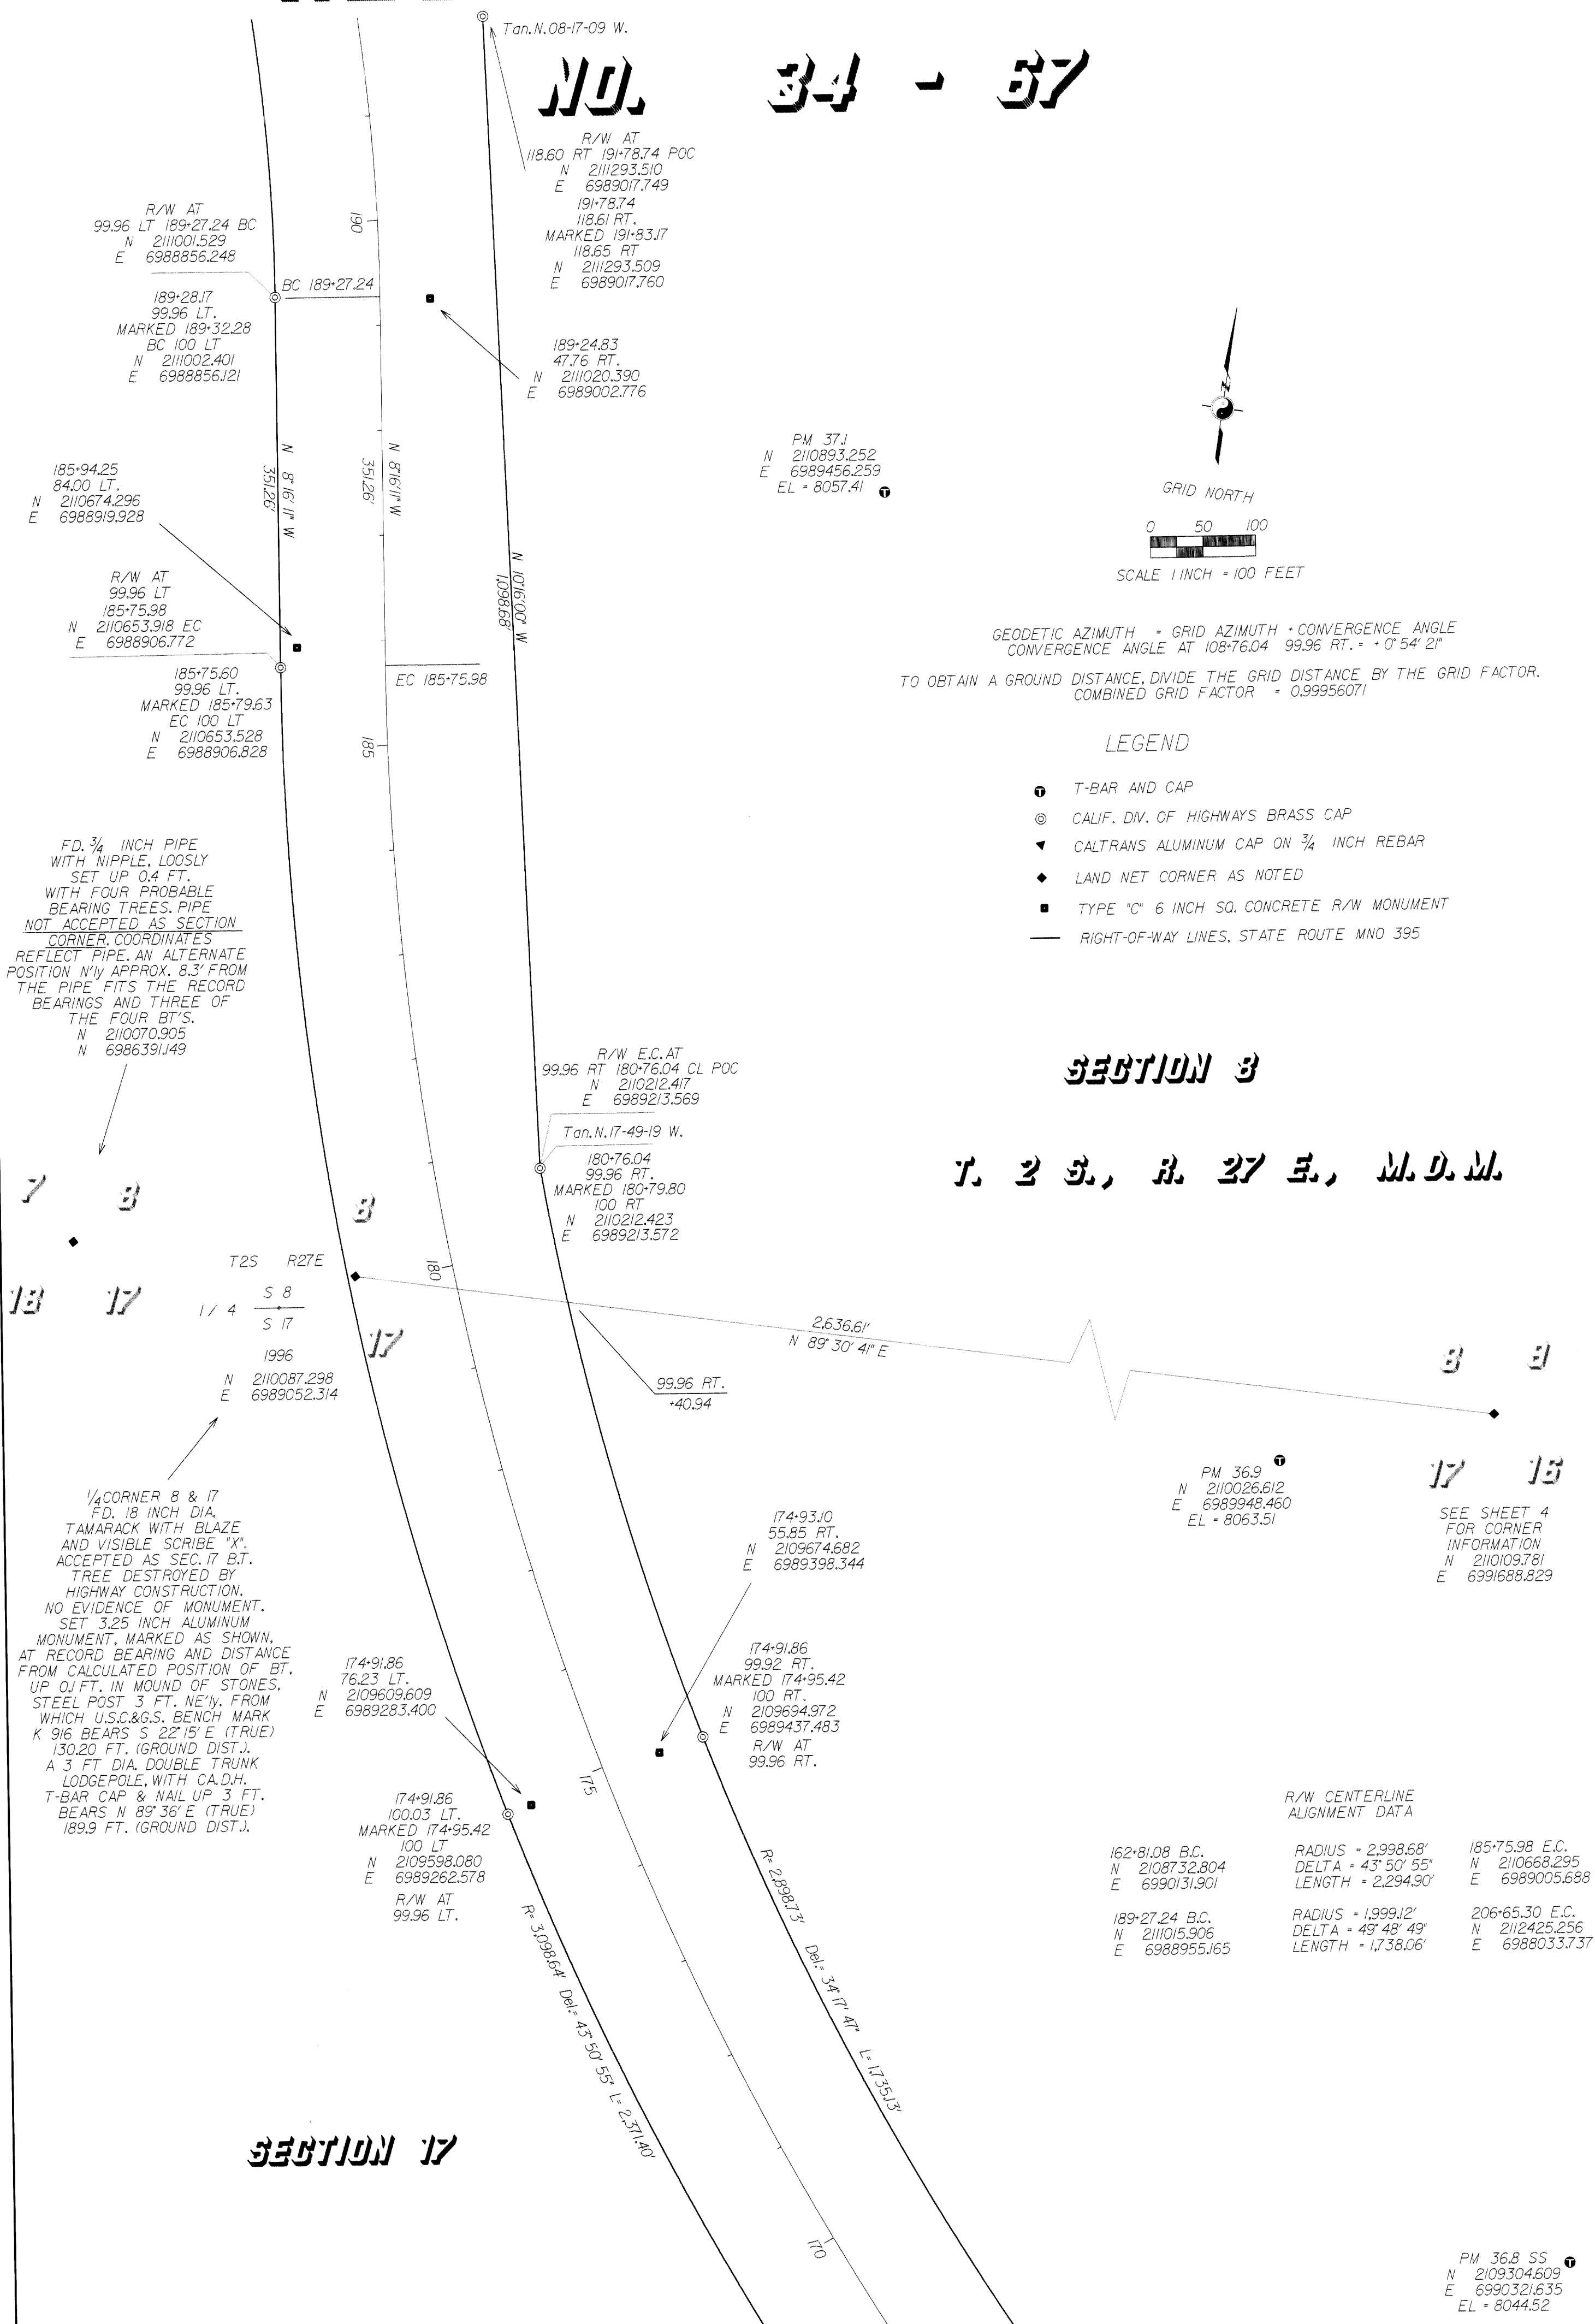 Tan. N. 08-17-09 W.
NO. 34 - 67
R/W AT
118.60 RT 191+78.74 POC
N 2111293.510
E 6989017.749
191+78.74
118.61 RT.
MARKED 191+83.17
118.65 RT
N 2111293.509
E 6989017.760
R/W AT
99.96 LT 189+27.24 BC
N 2111001.529
E 6988856.248
190
BC 189+27.24
189+28.17
99.96 LT.
MARKED 189+32.28
BC 100 LT
N 2111002.401
E 6988856.121
189+24.83
47.76 RT.
N 2111020.390
E 6989002.776
N
GRID NORTH
0 50 100
SCALE 1 INCH = 100 FEET
PM 37.1
N 2110893.252
E 6989456.259
EL = 8057.41 T
N 8°16'11" W
351.26'
N 8°16'11" W
351.26'
N 10°16'00" W
1,098.68'
185+94.25
84.00 LT.
N 2110674.296
E 6988919.928
R/W AT
99.96 LT
185+75.98
N 2110653.918 EC
E 6988906.772
185+75.60
99.96 LT.
MARKED 185+79.63
EC 100 LT
N 2110653.528
E 6988906.828
EC 185+75.98
185
GEODETIC AZIMUTH = GRID AZIMUTH + CONVERGENCE ANGLE
CONVERGENCE ANGLE AT 108+76.04 99.96 RT. = + 0° 54' 21"
TO OBTAIN A GROUND DISTANCE, DIVIDE THE GRID DISTANCE BY THE GRID FACTOR.
COMBINED GRID FACTOR = 0.99956071
LEGEND
T T-BAR AND CAP
CALIF. DIV. OF HIGHWAYS BRASS CAP
CALTRANS ALUMINUM CAP ON 3/4 INCH REBAR
LAND NET CORNER AS NOTED
TYPE "C" 6 INCH SQ. CONCRETE R/W MONUMENT
RIGHT-OF-WAY LINES, STATE ROUTE MNO 395
FD. 3/4 INCH PIPE
WITH NIPPLE, LOOSLY
SET UP 0.4 FT.
WITH FOUR PROBABLE
BEARING TREES. PIPE
NOT ACCEPTED AS SECTION
CORNER. COORDINATES
REFLECT PIPE. AN ALTERNATE
POSITION N'ly APPROX. 8.3' FROM
THE PIPE FITS THE RECORD
BEARINGS AND THREE OF
THE FOUR BT'S.
N 2110070.905
N 6986391.149
R/W E.C. AT
99.96 RT 180+76.04 CL POC
N 2110212.417
E 6989213.569
Tan. N. 17-49-19 W.
180+76.04
99.96 RT.
MARKED 180+79.80
100 RT
N 2110212.423
E 6989213.572
SECTION 8
T. 2 S., R. 27 E., M.D.M.
7 8
18 17
8
17
T2S R27E
S 8
1/4
S 17
1996
N 2110087.298
E 6989052.314
180
2,636.61'
N 89° 30' 41" E
99.96 RT.
+40.94
8 9
17 16
SEE SHEET 4
FOR CORNER
INFORMATION
N 2110109.781
E 6991688.829
PM 36.9 T
N 2110026.612
E 6989948.460
EL = 8063.51
1/4 CORNER 8 & 17
FD. 18 INCH DIA.
TAMARACK WITH BLAZE
AND VISIBLE SCRIBE "X".
ACCEPTED AS SEC. 17 B.T.
TREE DESTROYED BY
HIGHWAY CONSTRUCTION.
NO EVIDENCE OF MONUMENT.
SET 3.25 INCH ALUMINUM
MONUMENT, MARKED AS SHOWN,
AT RECORD BEARING AND DISTANCE
FROM CALCULATED POSITION OF BT.
UP 0.1 FT. IN MOUND OF STONES,
STEEL POST 3 FT. NE'ly. FROM
WHICH U.S.C.&G.S. BENCH MARK
K 916 BEARS S 22°15' E (TRUE)
130.20 FT. (GROUND DIST.).
A 3 FT DIA. DOUBLE TRUNK
LODGEPOLE, WITH CA.D.H.
T-BAR CAP & NAIL UP 3 FT.
BEARS N 89°36' E (TRUE)
189.9 FT. (GROUND DIST.).
174+93.10
55.85 RT.
N 2109674.682
E 6989398.344
174+91.86
76.23 LT.
N 2109609.609
E 6989283.400
174+91.86
99.92 RT.
MARKED 174+95.42
100 RT.
N 2109694.972
E 6989437.483
R/W AT
99.96 RT.
175
174+91.86
100.03 LT.
MARKED 174+95.42
100 LT
N 2109598.080
E 6989262.578
R/W AT
99.96 LT.
R/W CENTERLINE
ALIGNMENT DATA
162+81.08 B.C. RADIUS = 2,998.68' 185+75.98 E.C.
N 2108732.804 DELTA = 43° 50' 55" N 2110668.295
E 6990131.901 LENGTH = 2,294.90' E 6989005.688
189+27.24 B.C. RADIUS = 1,999.12' 206+65.30 E.C.
N 2111015.906 DELTA = 49° 48' 49" N 2112425.256
E 6988955.165 LENGTH = 1,738.06' E 6988033.737
R= 3,098.64' Del.= 43° 50' 55" L= 2,371.40'
R= 2,898.73' Del.= 34°17' 47" L= 1,735.13'
SECTION 17
170
PM 36.8 SS T
N 2109304.609
E 6990321.635
EL = 8044.52